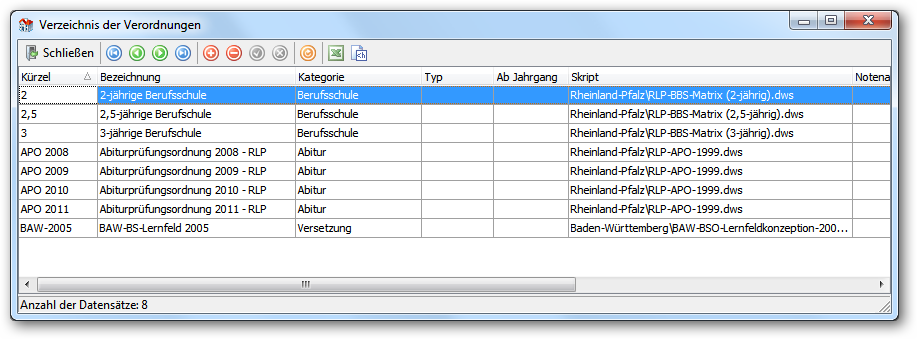 Verzeichnis der Verordnungen
Schließen
Kürzel Bezeichnung Kategorie Typ Ab Jahrgang Skript Notena
2 2-jährige Berufsschule Berufsschule Rheinland-Pfalz\RLP-BBS-Matrix (2-jährig).dws
2,5 2,5-jährige Berufschule Berufsschule Rheinland-Pfalz\RLP-BBS-Matrix (2,5-jährig).dws
3 3-jährige Berufschule Berufsschule Rheinland-Pfalz\RLP-BBS-Matrix (3-jährig).dws
APO 2008 Abiturprüfungsordnung 2008 - RLP Abitur Rheinland-Pfalz\RLP-APO-1999.dws
APO 2009 Abiturprüfungsordnung 2009 - RLP Abitur Rheinland-Pfalz\RLP-APO-1999.dws
APO 2010 Abiturprüfungsordnung 2010 - RLP Abitur Rheinland-Pfalz\RLP-APO-1999.dws
APO 2011 Abiturprüfungsordnung 2011 - RLP Abitur Rheinland-Pfalz\RLP-APO-1999.dws
BAW-2005 BAW-BS-Lernfeld 2005 Versetzung Baden-Württemberg\BAW-BSO-Lernfeldkonzeption-200...
Anzahl der Datensätze: 8